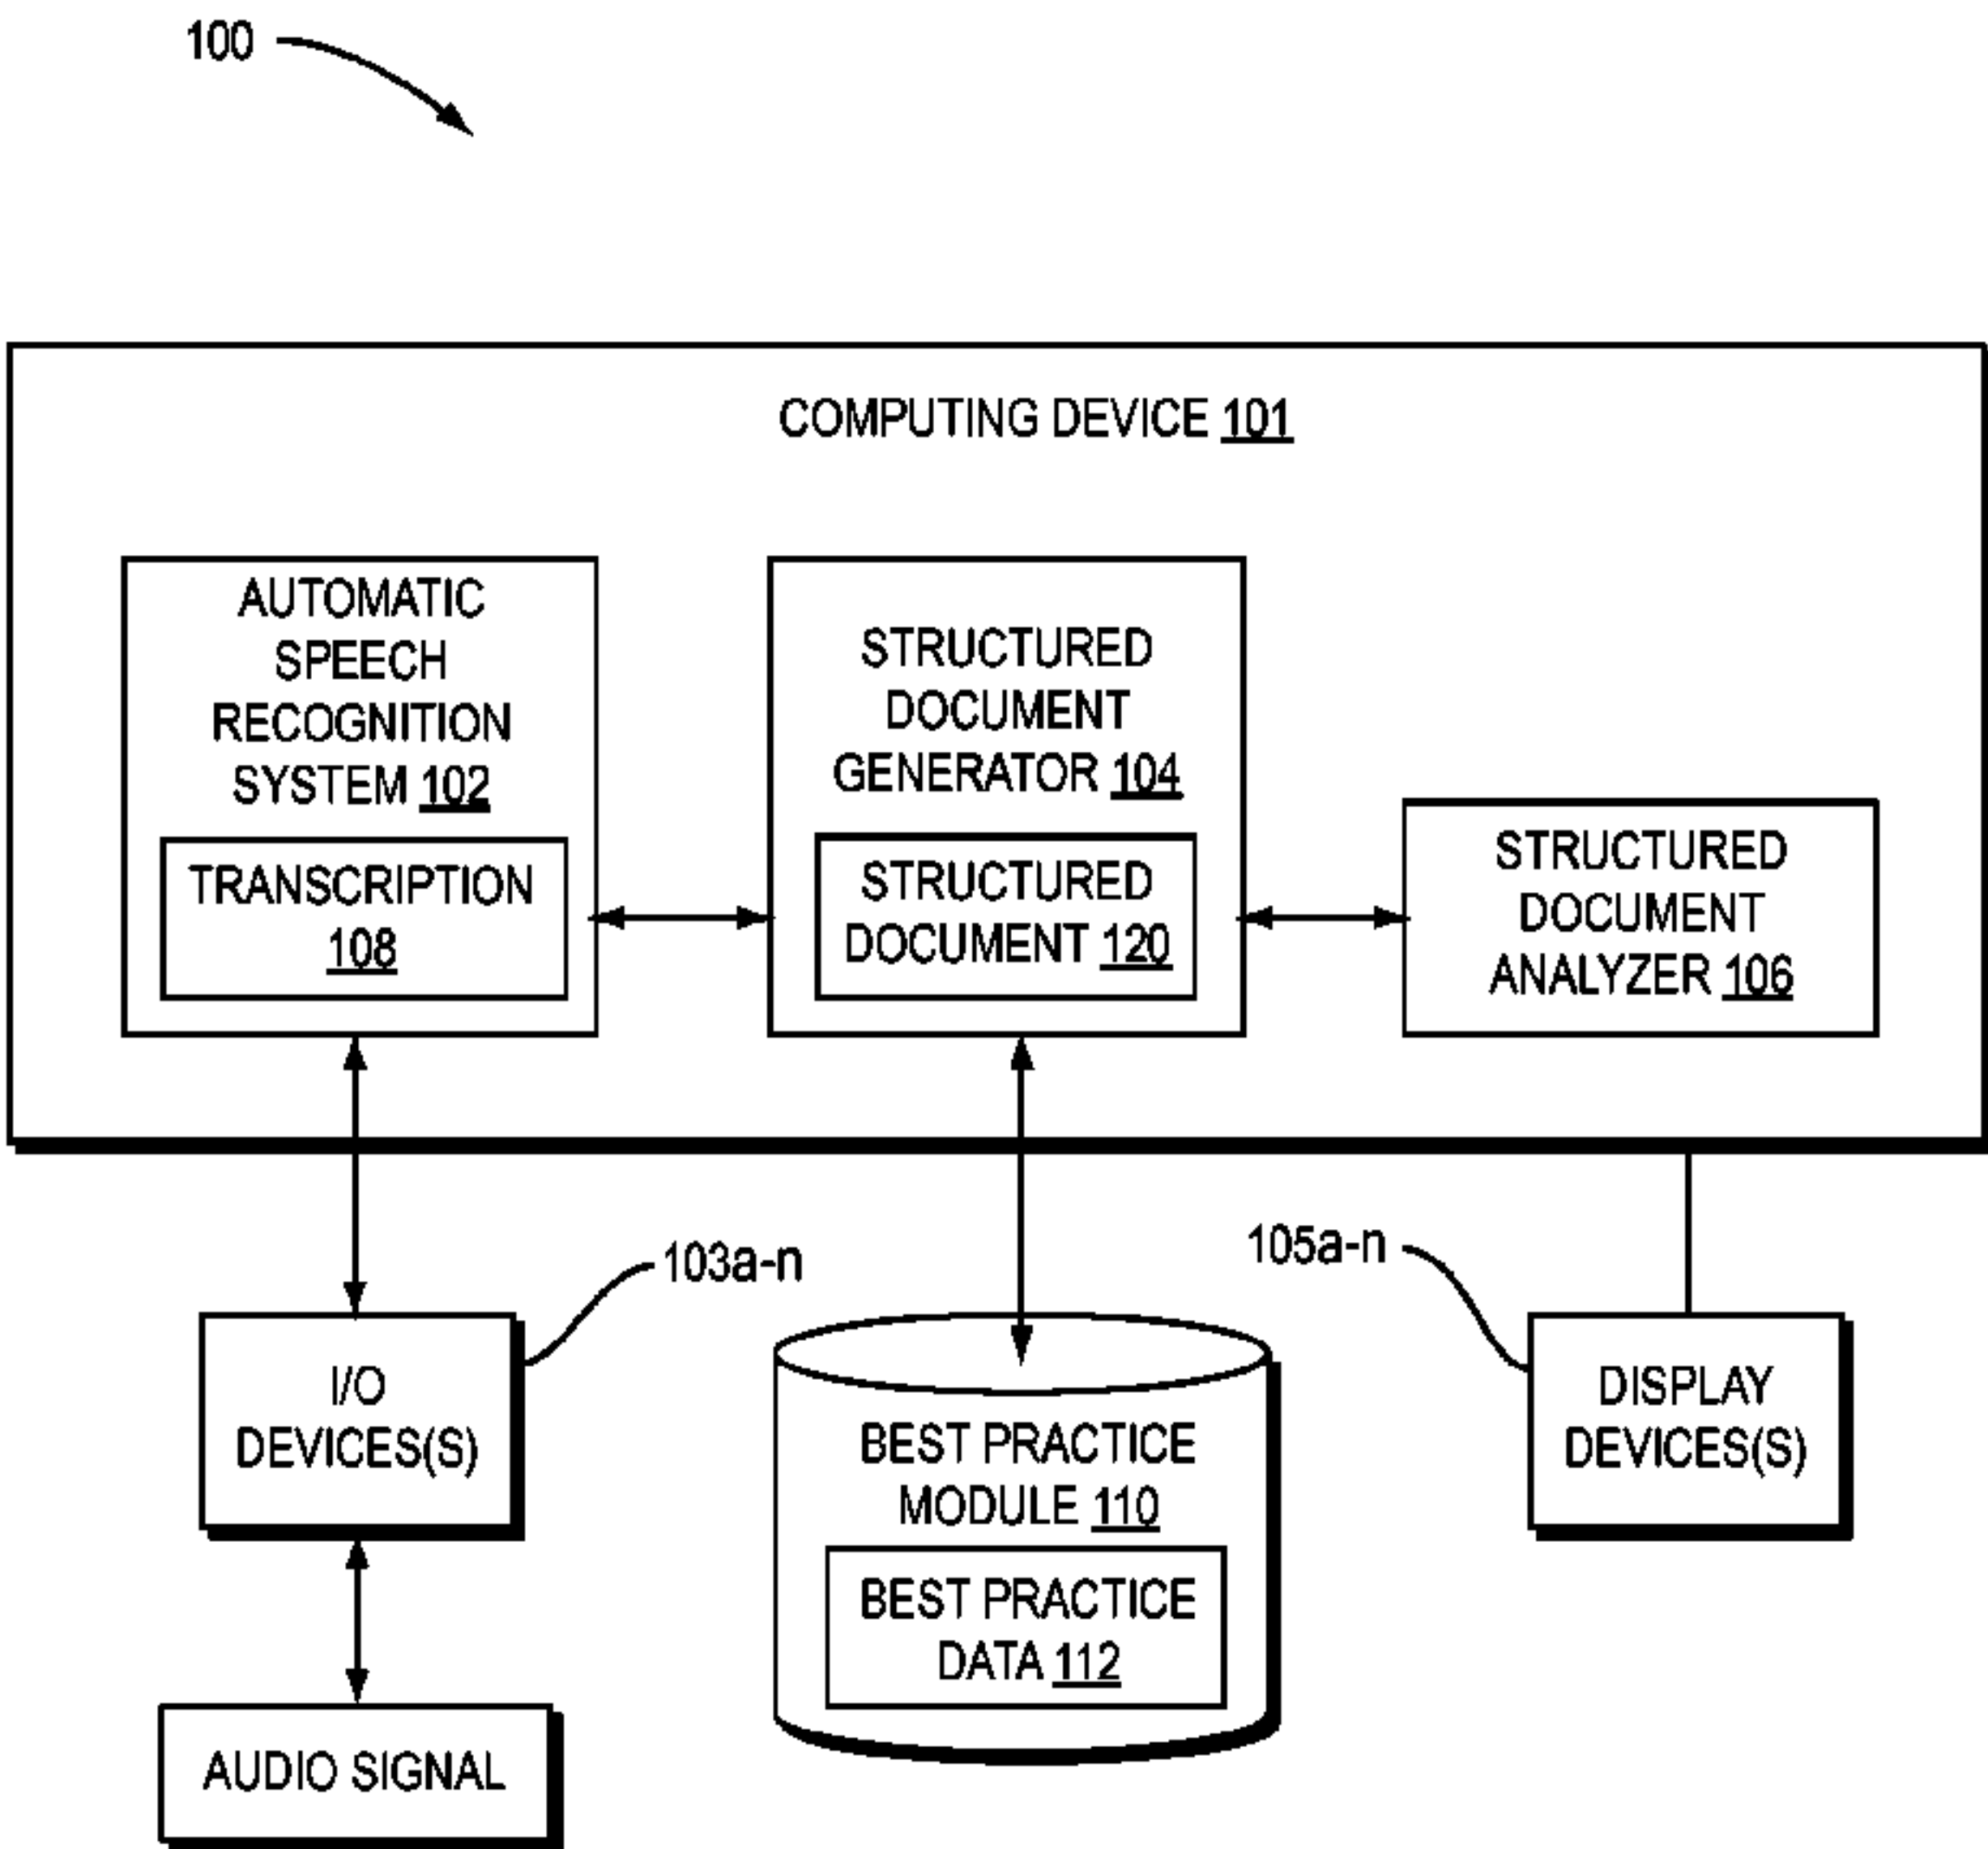 100
COMPUTING DEVICE 101
AUTOMATIC
SPEECH
RECOGNITION
SYSTEM 102
TRANSCRIPTION
108
STRUCTURED
DOCUMENT
GENERATOR 104
STRUCTURED
DOCUMENT 120
STRUCTURED
DOCUMENT
ANALYZER 106
103a-n
105a-n
I/O
DEVICES(S)
BEST PRACTICE
MODULE 110
BEST PRACTICE
DATA 112
DISPLAY
DEVICES(S)
AUDIO SIGNAL